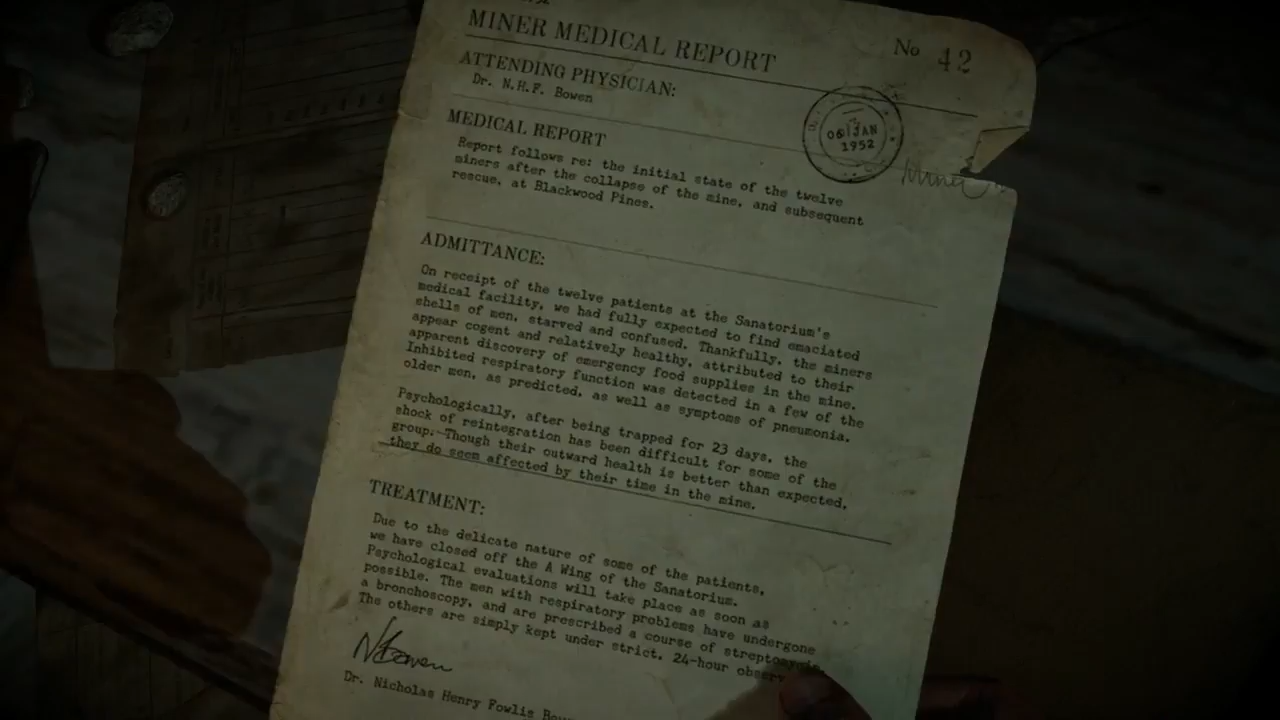 MINER MEDICAL REPORT
No 42
ATTENDING PHYSICIAN:
Dr. N.H.F. Bowen
06 JAN
1952
MEDICAL REPORT
Report follows re: the initial state of the twelve
miners after the collapse of the mine, and subsequent
rescue, at Blackwood Pines.
ADMITTANCE:
On receipt of the twelve patients at the Sanatorium's
medical facility, we had fully expected to find emaciated
shells of men, starved and confused. Thankfully, the miners
appear cogent and relatively healthy, attributed to their
apparent discovery of emergency food supplies in the mine.
Inhibited respiratory function was detected in a few of the
older men, as predicted, as well as symptoms of pneumonia.
Psychologically, after being trapped for 23 days, the
shock of reintegration has been difficult for some of the
group. Though their outward health is better than expected,
they do seem affected by their time in the mine.
TREATMENT:
Due to the delicate nature of some of the patients,
we have closed off the A Wing of the Sanatorium.
Psychological evaluations will take place as soon as
possible. The men with respiratory problems have undergone
a bronchoscopy, and are prescribed a course of streptomycin.
The others are simply kept under strict, 24-hour
NBowen
Dr. Nicholas Henry Fowlis